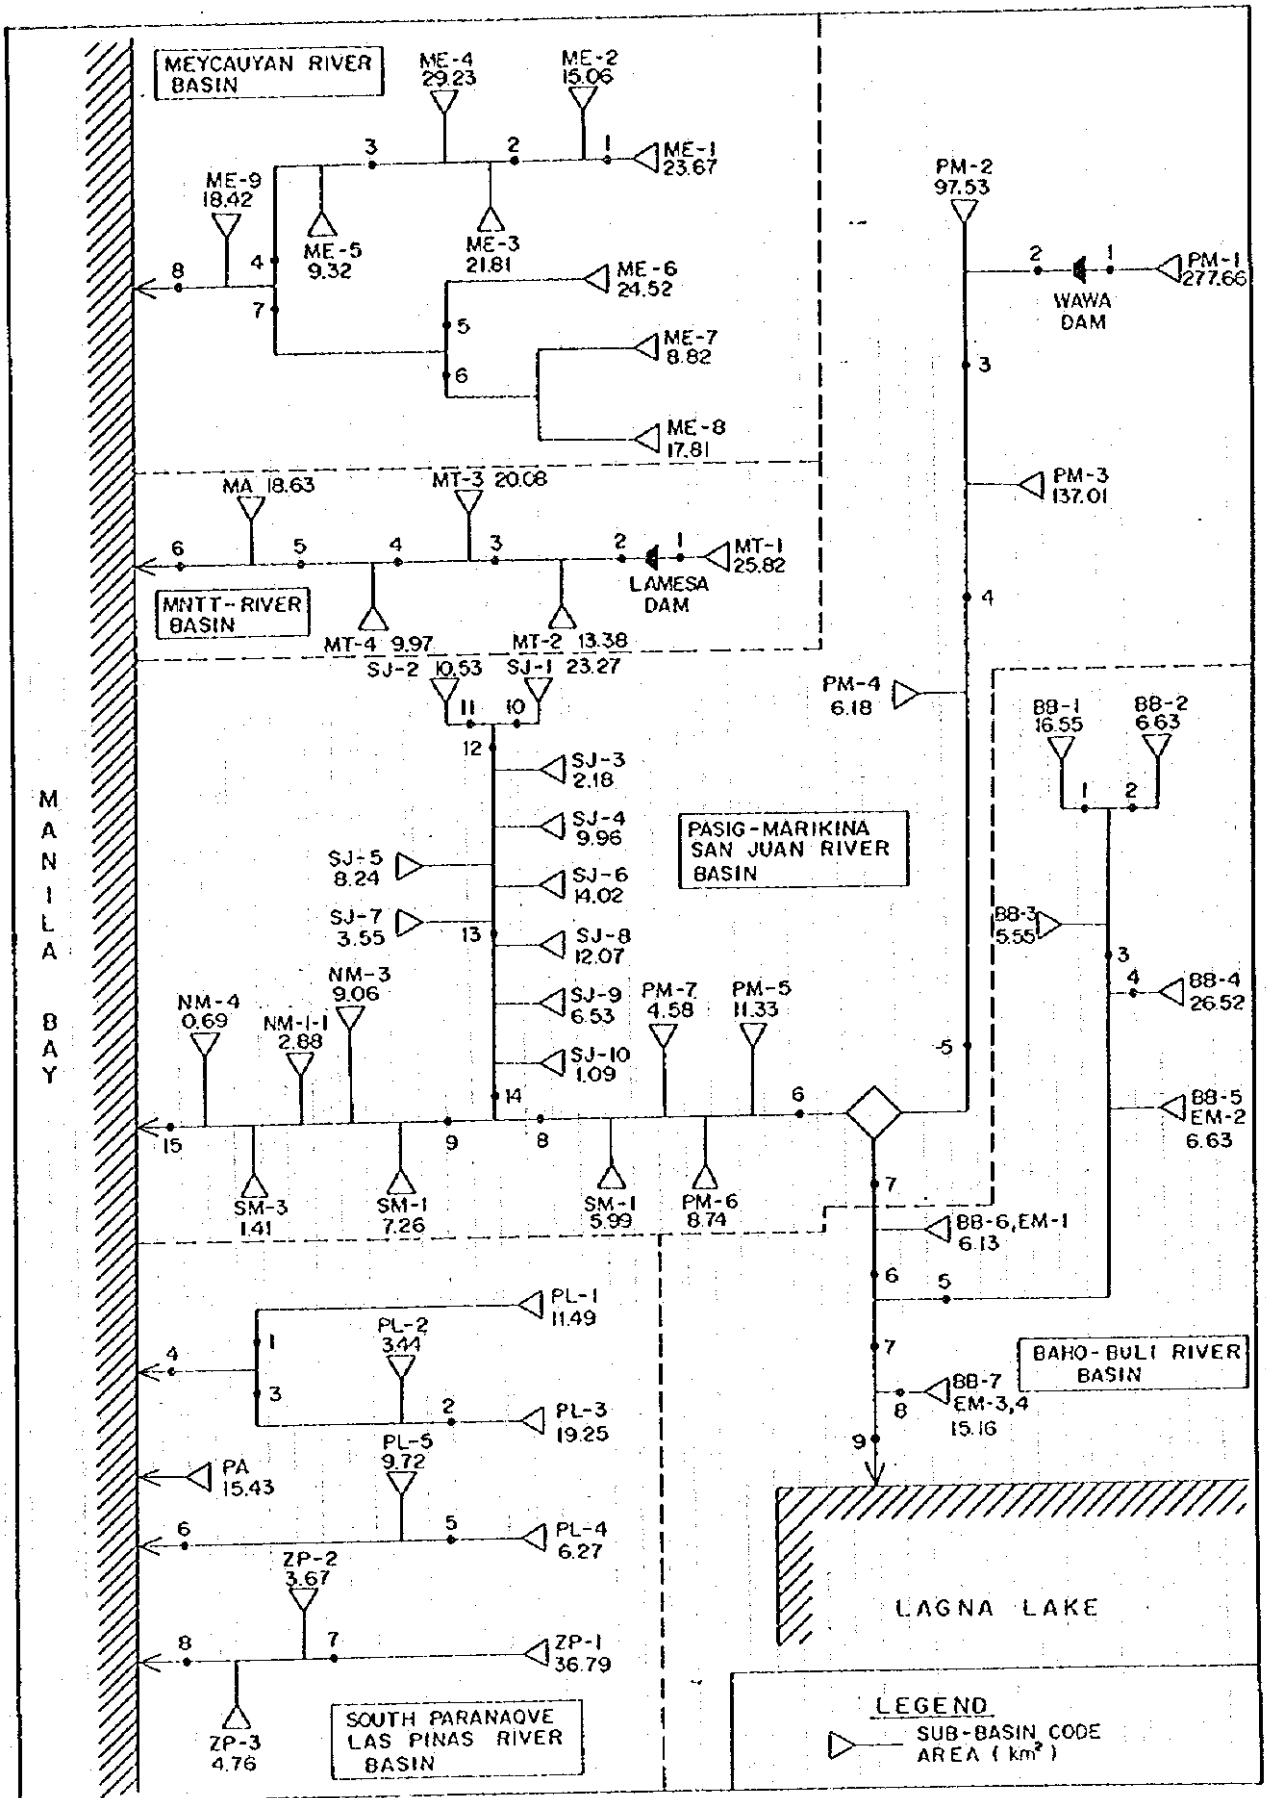 MEYCAUYAN RIVER
BASIN
ME-4
29.23
ME-2
15.06
3
2
1
ME-1
23.67
ME-9
18.42
ME-5
9.32
ME-3
21.81
4
8
7
ME-6
24.52
5
ME-7
8.82
6
ME-8
17.81
PM-2
97.53
2
1
PM-1
277.66
WAWA
DAM
3
PM-3
137.01
4
PM-4
6.18
MA 18.63
MT-3 20.08
6
5
4
3
2
1
MT-1
25.82
LAMESA
DAM
MNTT-RIVER
BASIN
MT-4 9.97
MT-2 13.38
SJ-2 10.53
SJ-1 23.27
11
10
12
SJ-3
2.18
SJ-4
9.96
SJ-5
8.24
SJ-6
14.02
SJ-7
3.55
13
SJ-8
12.07
SJ-9
6.53
SJ-10
1.09
14
PASIG-MARIKINA
SAN JUAN RIVER
BASIN
MANILA BAY
NM-4
0.69
NM-1-1
2.88
NM-3
9.06
PM-7
4.58
PM-5
11.33
5
6
15
9
8
SM-3
1.41
SM-1
7.26
SM-1
5.99
PM-6
8.74
7
BB-1
16.55
BB-2
6.63
1
2
BB-3
5.55
3
4
BB-4
26.52
BB-5
EM-2
6.63
BB-6,EM-1
6.13
6
5
7
BAHO-BULI RIVER
BASIN
BB-7
EM-3,4
15.16
8
9
PL-1
11.49
1
PL-2
3.44
4
3
2
PL-3
19.25
PA
15.43
PL-5
9.72
6
5
PL-4
6.27
ZP-2
3.67
8
7
ZP-1
36.79
ZP-3
4.76
SOUTH PARANAQVE
LAS PINAS RIVER
BASIN
LAGNA LAKE
LEGEND
SUB-BASIN CODE
AREA (km²)